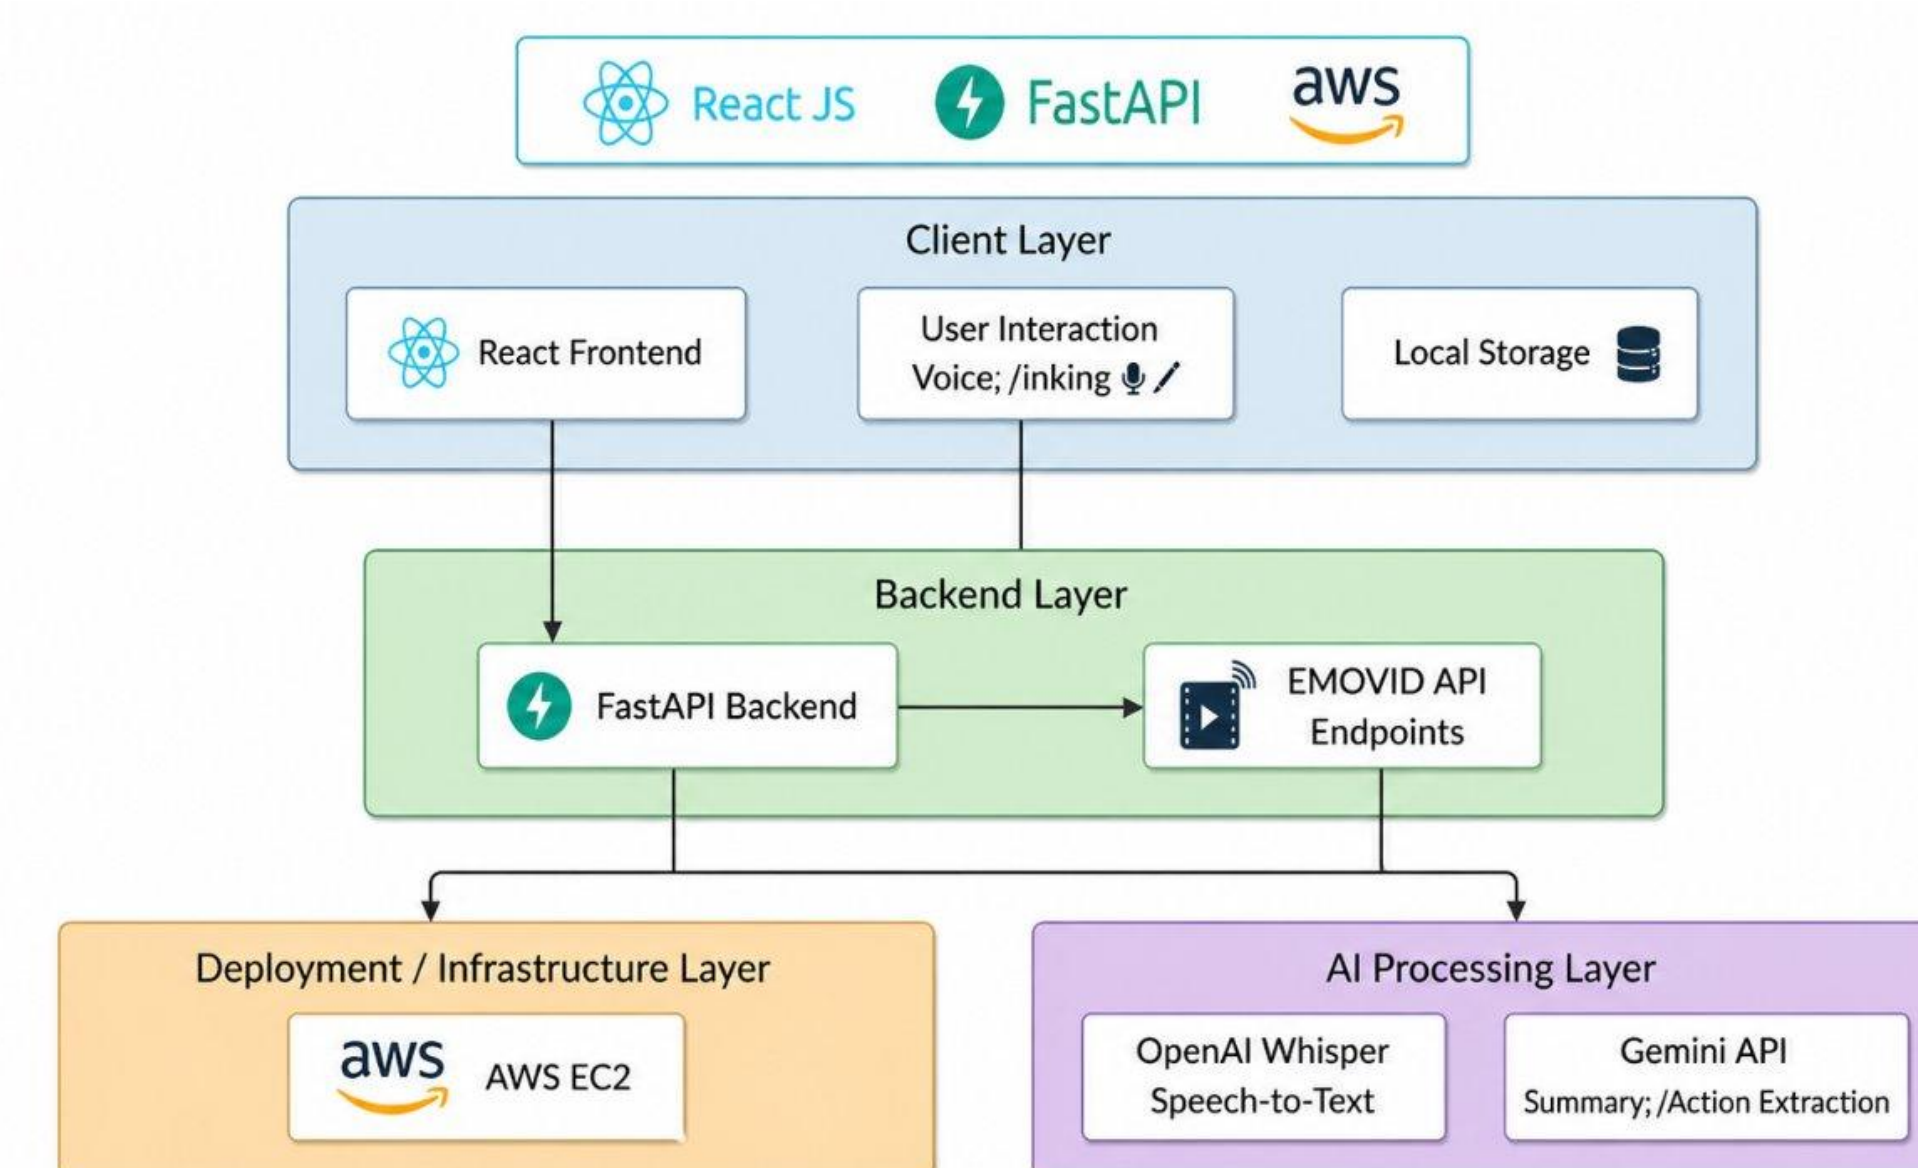 React JS
FastAPI
aws
Client Layer
React Frontend
User Interaction
Voice; /inking
Local Storage
Backend Layer
FastAPI Backend
EMOVID API
Endpoints
Deployment / Infrastructure Layer
aws
AWS EC2
AI Processing Layer
OpenAI Whisper
Speech-to-Text
Gemini API
Summary; /Action Extraction